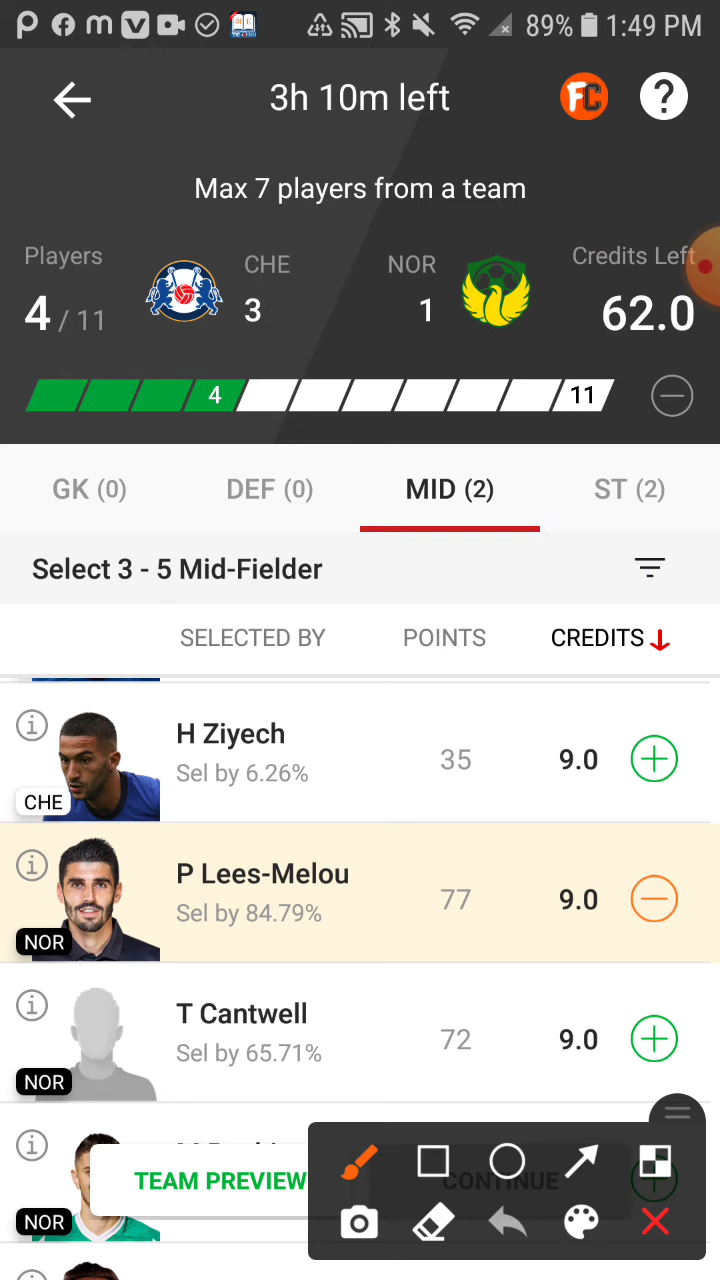 89% 1:49 PM
3h 10m left
FC
?
Max 7 players from a team
Players
CHE
NOR
Credits Left
4 / 11
3
1
62.0
4
11
GK (0)
DEF (0)
MID (2)
ST (2)
Select 3 - 5 Mid-Fielder
SELECTED BY
POINTS
CREDITS
H Ziyech
Sel by 6.26%
35
9.0
CHE
P Lees-Melou
Sel by 84.79%
77
9.0
NOR
T Cantwell
Sel by 65.71%
72
9.0
NOR
TEAM PREVIEW
CONTINUE
NOR